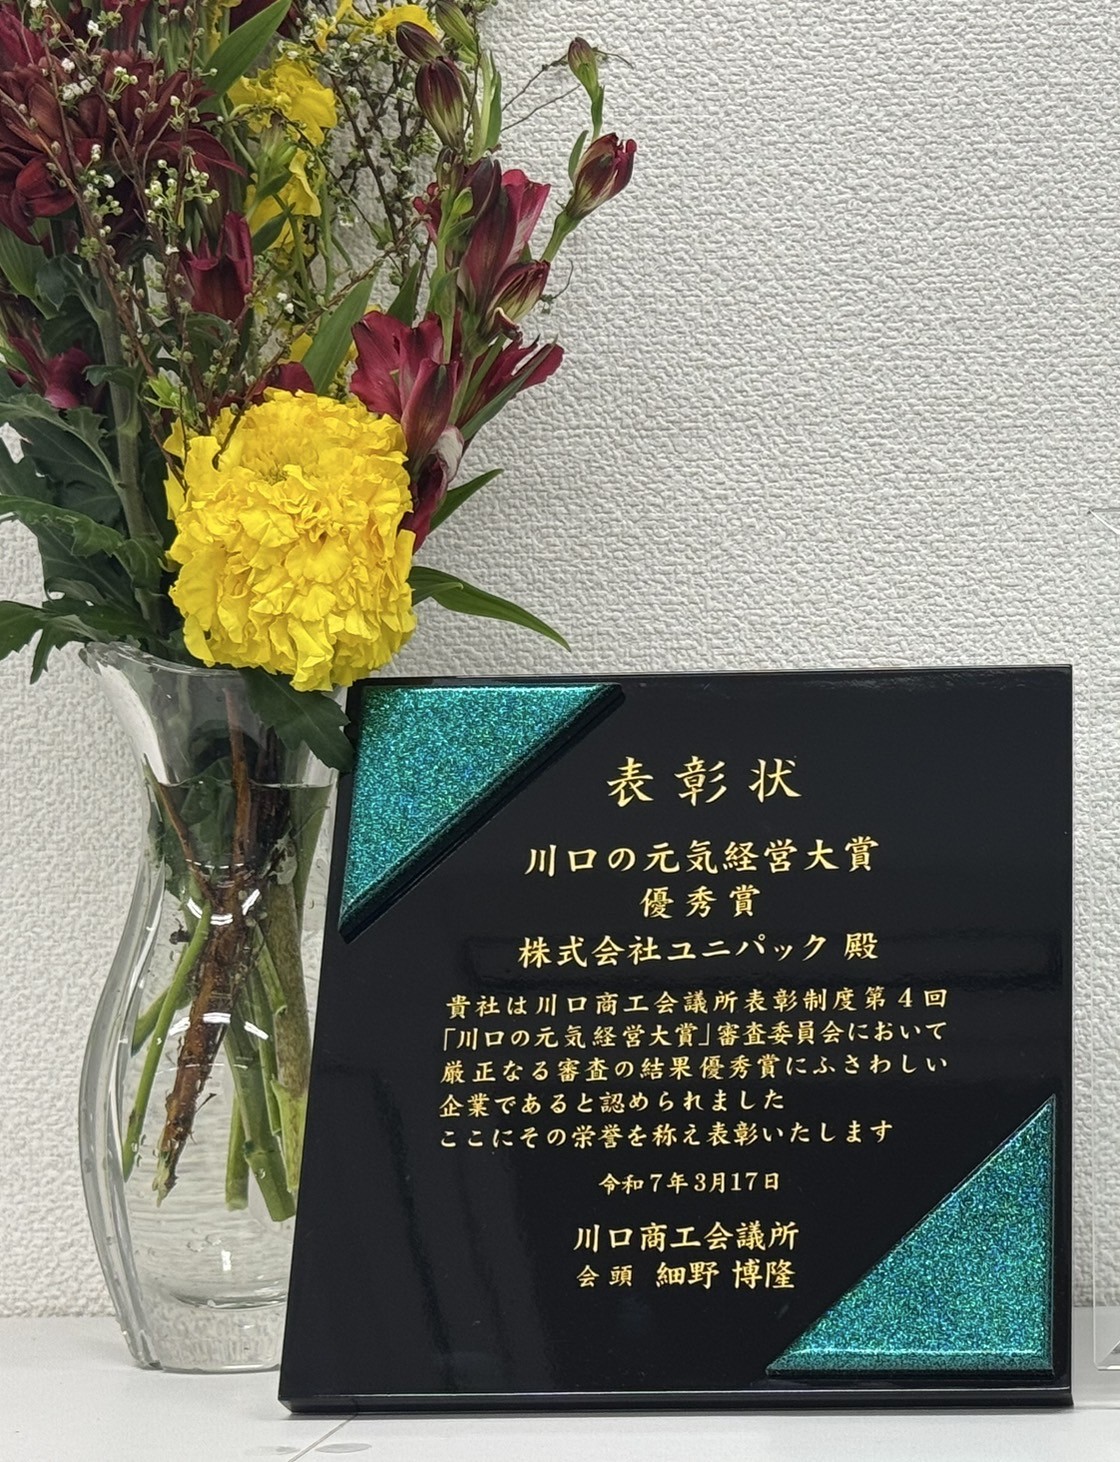 表彰状
川口の元気経営大賞
優秀賞
株式会社ユニパック 殿
貴社は川口商工会議所表彰制度第4回
「川口の元気経営大賞」審査委員会において
厳正なる審査の結果優秀賞にふさわしい
企業であると認められました
ここにその栄誉を称え表彰いたします
令和7年3月17日
川口商工会議所
会頭 細野 博隆